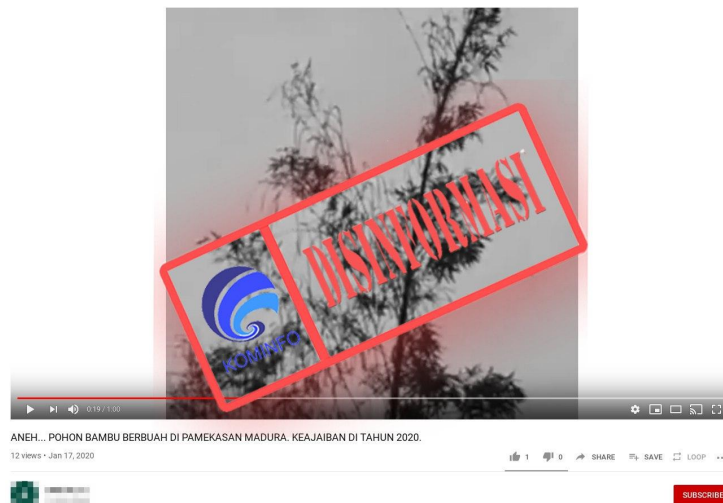 DISINFORMASI
KOMINFO
0:19 / 1:00
ANEH... POHON BAMBU BERBUAH DI PAMEKASAN MADURA. KEAJAIBAN DI TAHUN 2020.
12 views • Jan 17, 2020
1 0 SHARE SAVE LOOP
SUBSCRIBE